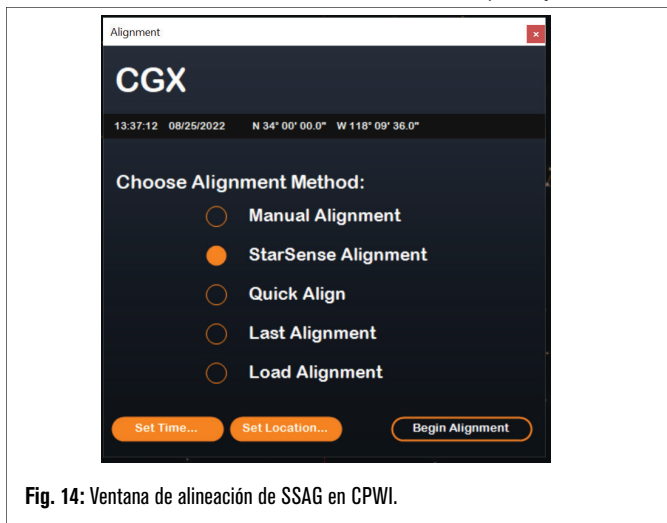 Alignment
CGX
13:37:12 08/25/2022 N 34° 00' 00.0" W 118° 09' 36.0"
Choose Alignment Method:
Manual Alignment
StarSense Alignment
Quick Align
Last Alignment
Load Alignment
Set Time... Set Location... Begin Alignment
Fig. 14: Ventana de alineación de SSAG en CPWI.